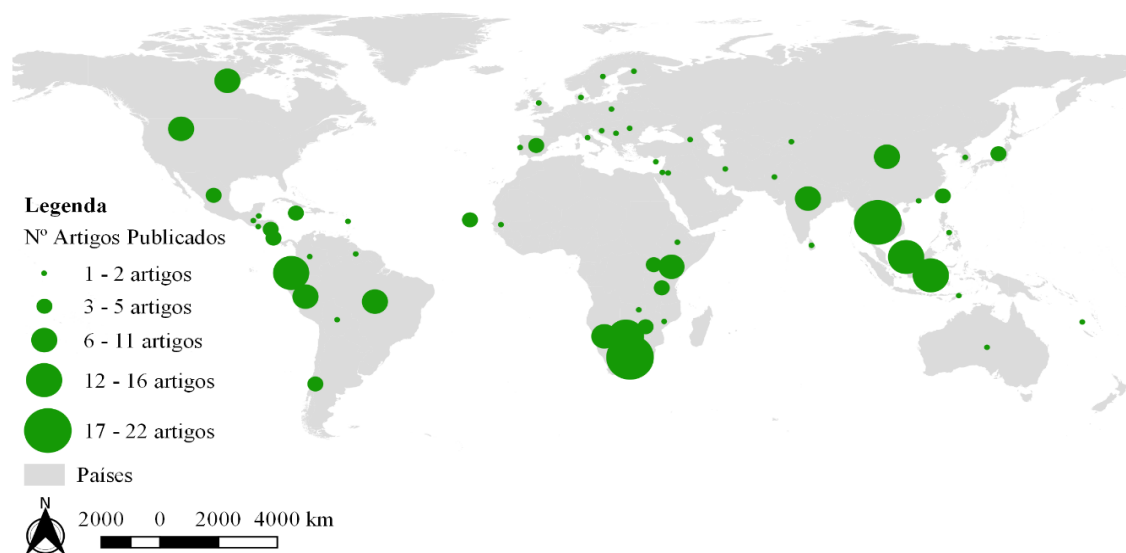 Legenda
Nº Artigos Publicados
1 - 2 artigos
3 - 5 artigos
6 - 11 artigos
12 - 16 artigos
17 - 22 artigos
Países
N
2000 0 2000 4000 km